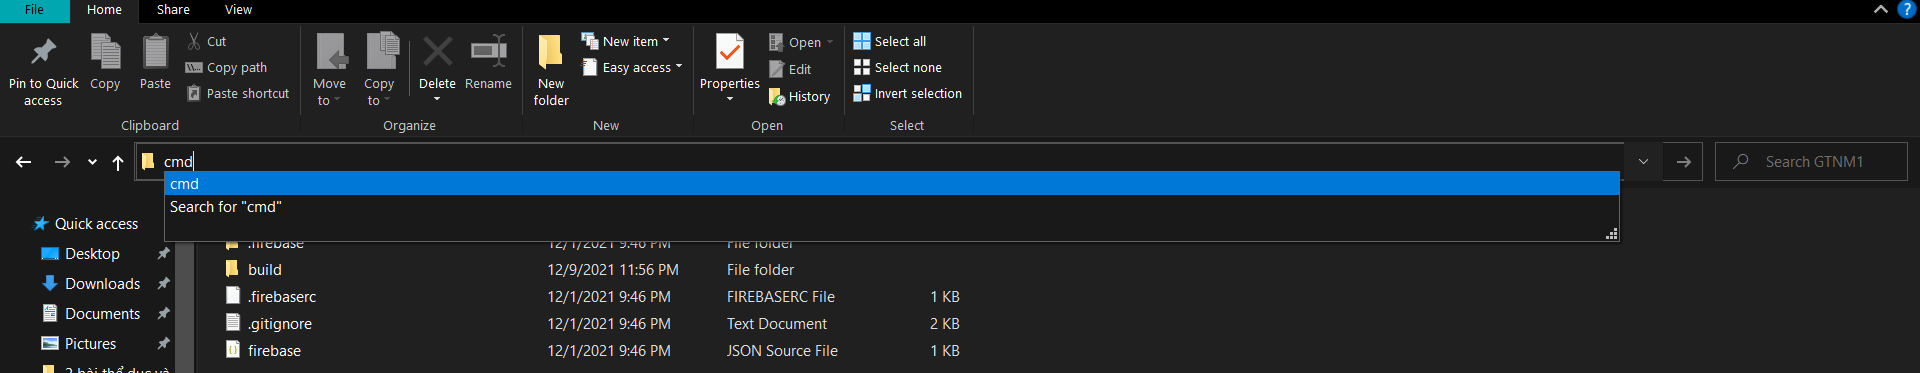 File Home Share View
Pin to Quick access
Copy
Paste
Cut
Copy path
Paste shortcut
Clipboard
Move to
Copy to
Delete
Rename
Organize
New folder
New item
Easy access
New
Properties
Open
Edit
History
Open
Select all
Select none
Invert selection
Select
cmd
Search GTNM1
cmd
Search for "cmd"
Quick access
Desktop
Downloads
Documents
Pictures
2 bài thể dục và
.firebase 12/1/2021 9:46 PM File folder
build 12/9/2021 11:56 PM File folder
.firebaserc 12/1/2021 9:46 PM FIREBASERC File 1 KB
.gitignore 12/1/2021 9:46 PM Text Document 2 KB
firebase 12/1/2021 9:46 PM JSON Source File 1 KB